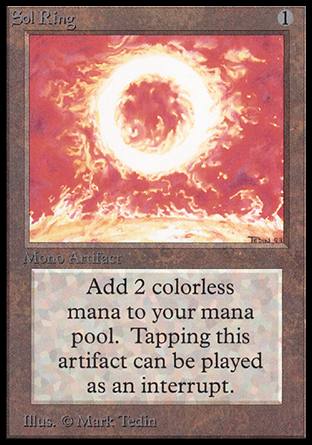 Sol Ring 1
Mono Artifact
Add 2 colorless
mana to your mana
pool. Tapping this
artifact can be played
as an interrupt.
Illus. © Mark Tedin